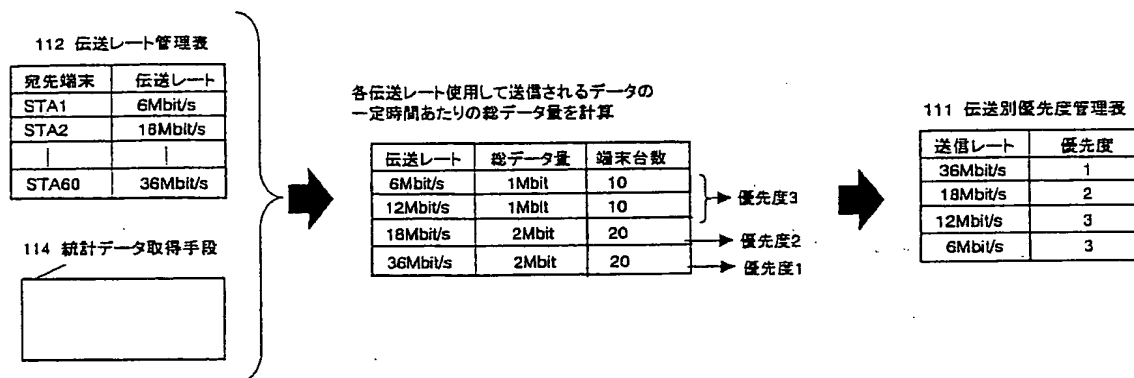 112 伝送レート管理表
宛先端末 伝送レート
STA1 6Mbit/s
STA2 18Mbit/s
STA60 36Mbit/s
114 統計データ取得手段
各伝送レート使用して送信されるデータの
一定時間あたりの総データ量を計算
伝送レート 総データ量 端末台数
6Mbit/s 1Mbit 10
12Mbit/s 1Mbit 10
優先度3
18Mbit/s 2Mbit 20 優先度2
36Mbit/s 2Mbit 20 優先度1
111 伝送別優先度管理表
送信レート 優先度
36Mbit/s 1
18Mbit/s 2
12Mbit/s 3
6Mbit/s 3